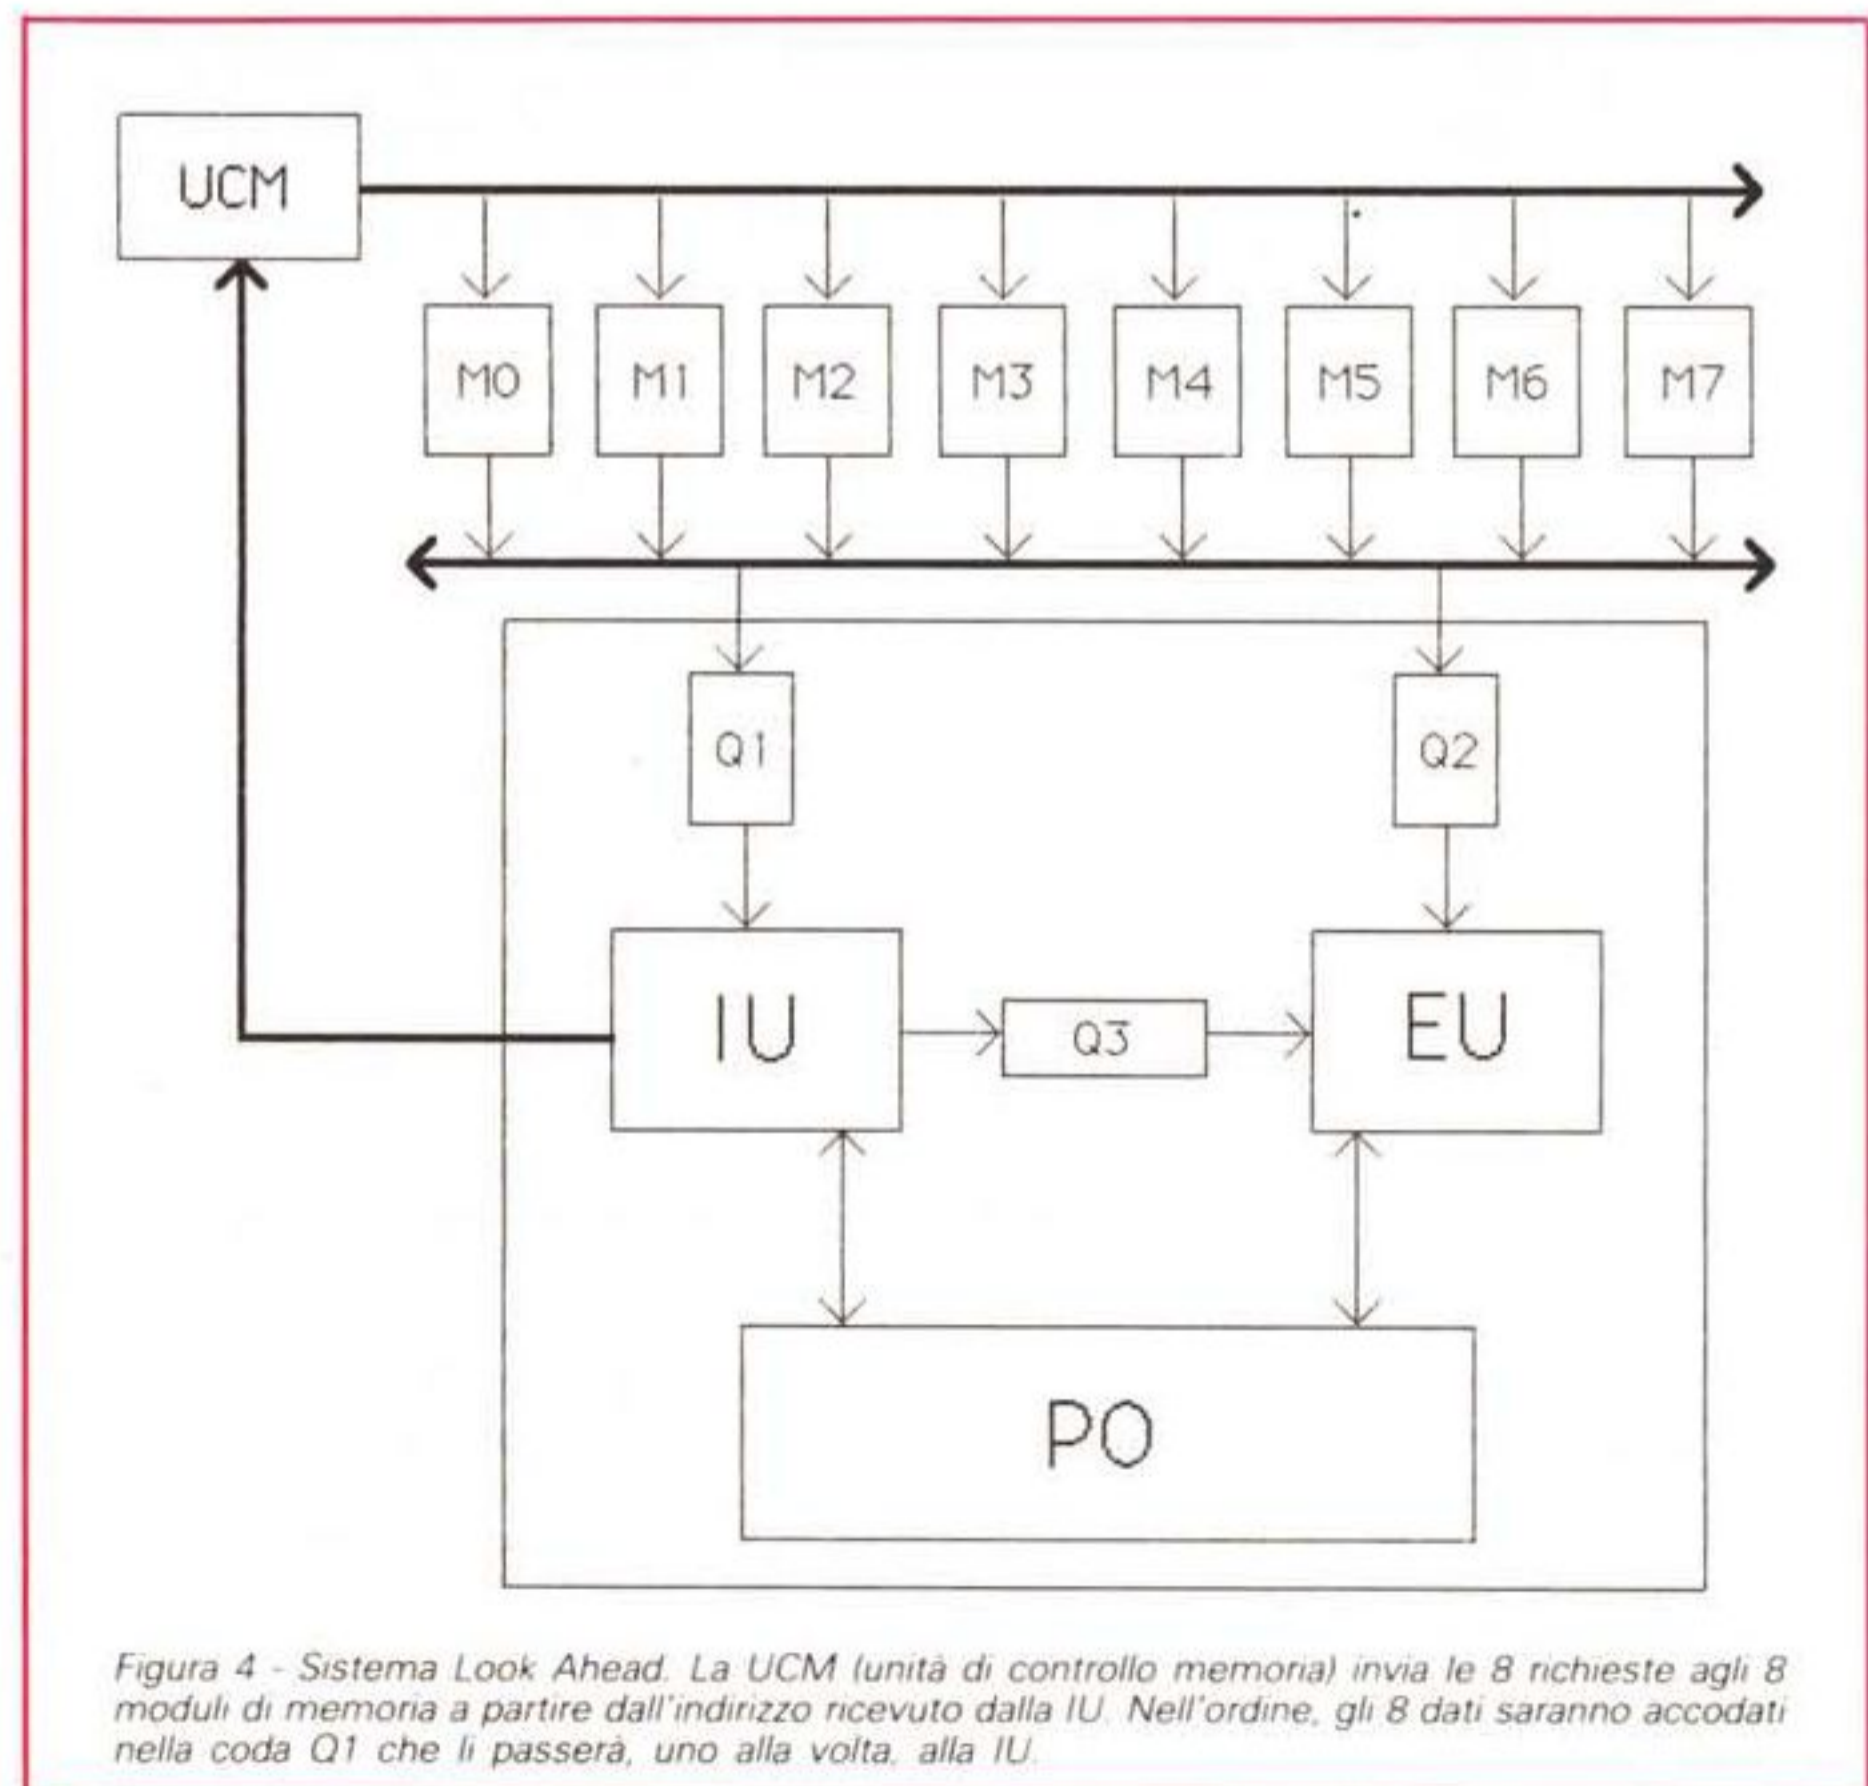 UCM
M0 M1 M2 M3 M4 M5 M6 M7
Q1 Q2
IU Q3 EU
PO
Figura 4 - Sistema Look Ahead. La UCM (unità di controllo memoria) invia le 8 richieste agli 8
moduli di memoria a partire dall'indirizzo ricevuto dalla IU. Nell'ordine, gli 8 dati saranno accodati
nella coda Q1 che li passerà, uno alla volta, alla IU.